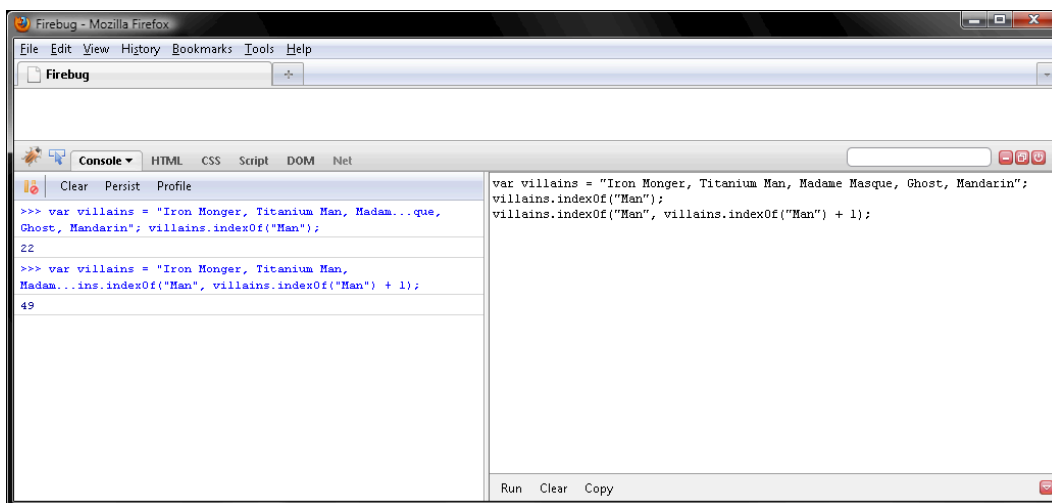 Firebug - Mozilla Firefox
File Edit View History Bookmarks Tools Help
Firebug
Console HTML CSS Script DOM Net
Clear Persist Profile
>>> var villains = "Iron Monger, Titanium Man, Madam...que,
Ghost, Mandarin"; villains.indexOf("Man");
22
>>> var villains = "Iron Monger, Titanium Man,
Madam...ins.indexOf("Man", villains.indexOf("Man") + 1);
49
var villains = "Iron Monger, Titanium Man, Madame Masque, Ghost, Mandarin";
villains.indexOf("Man");
villains.indexOf("Man", villains.indexOf("Man") + 1);
Run Clear Copy